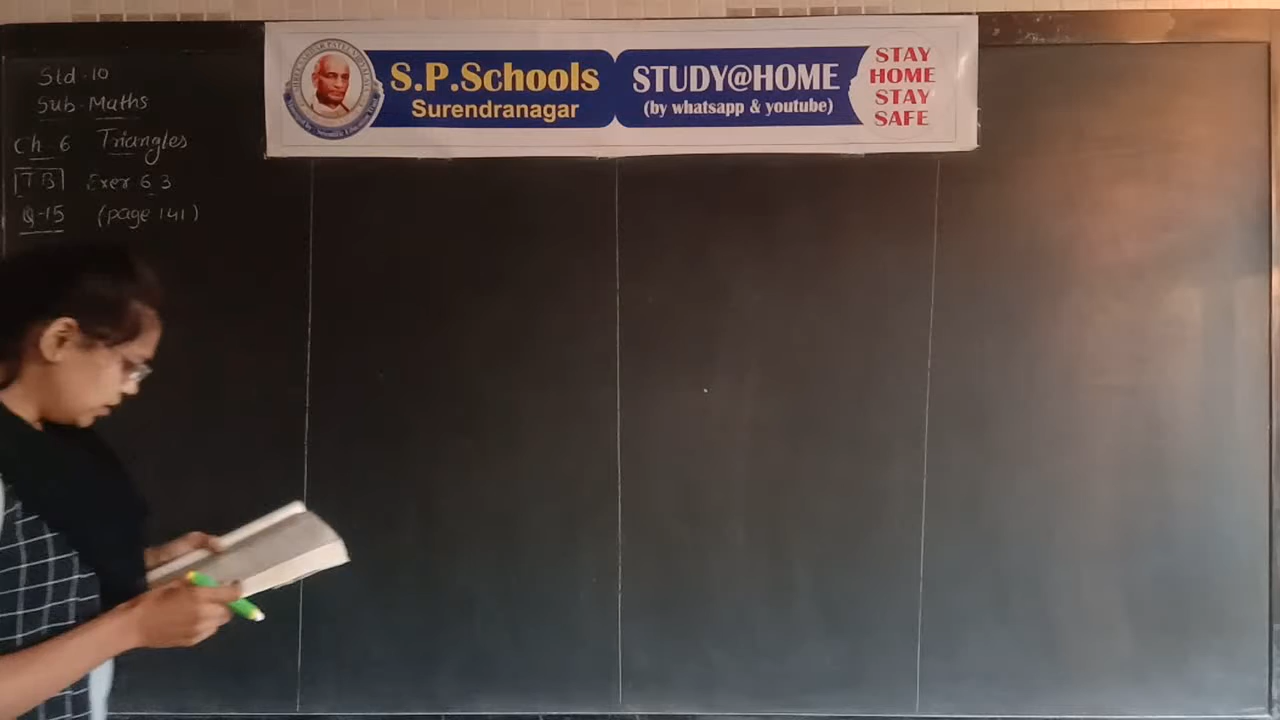 Std-10
Sub-Maths
Ch-6 Triangles
TB Exer 6.3
Q-15 (page 141)
S.P.Schools
Surendranagar
STUDY@HOME
(by whatsapp & youtube)
STAY
HOME
STAY
SAFE